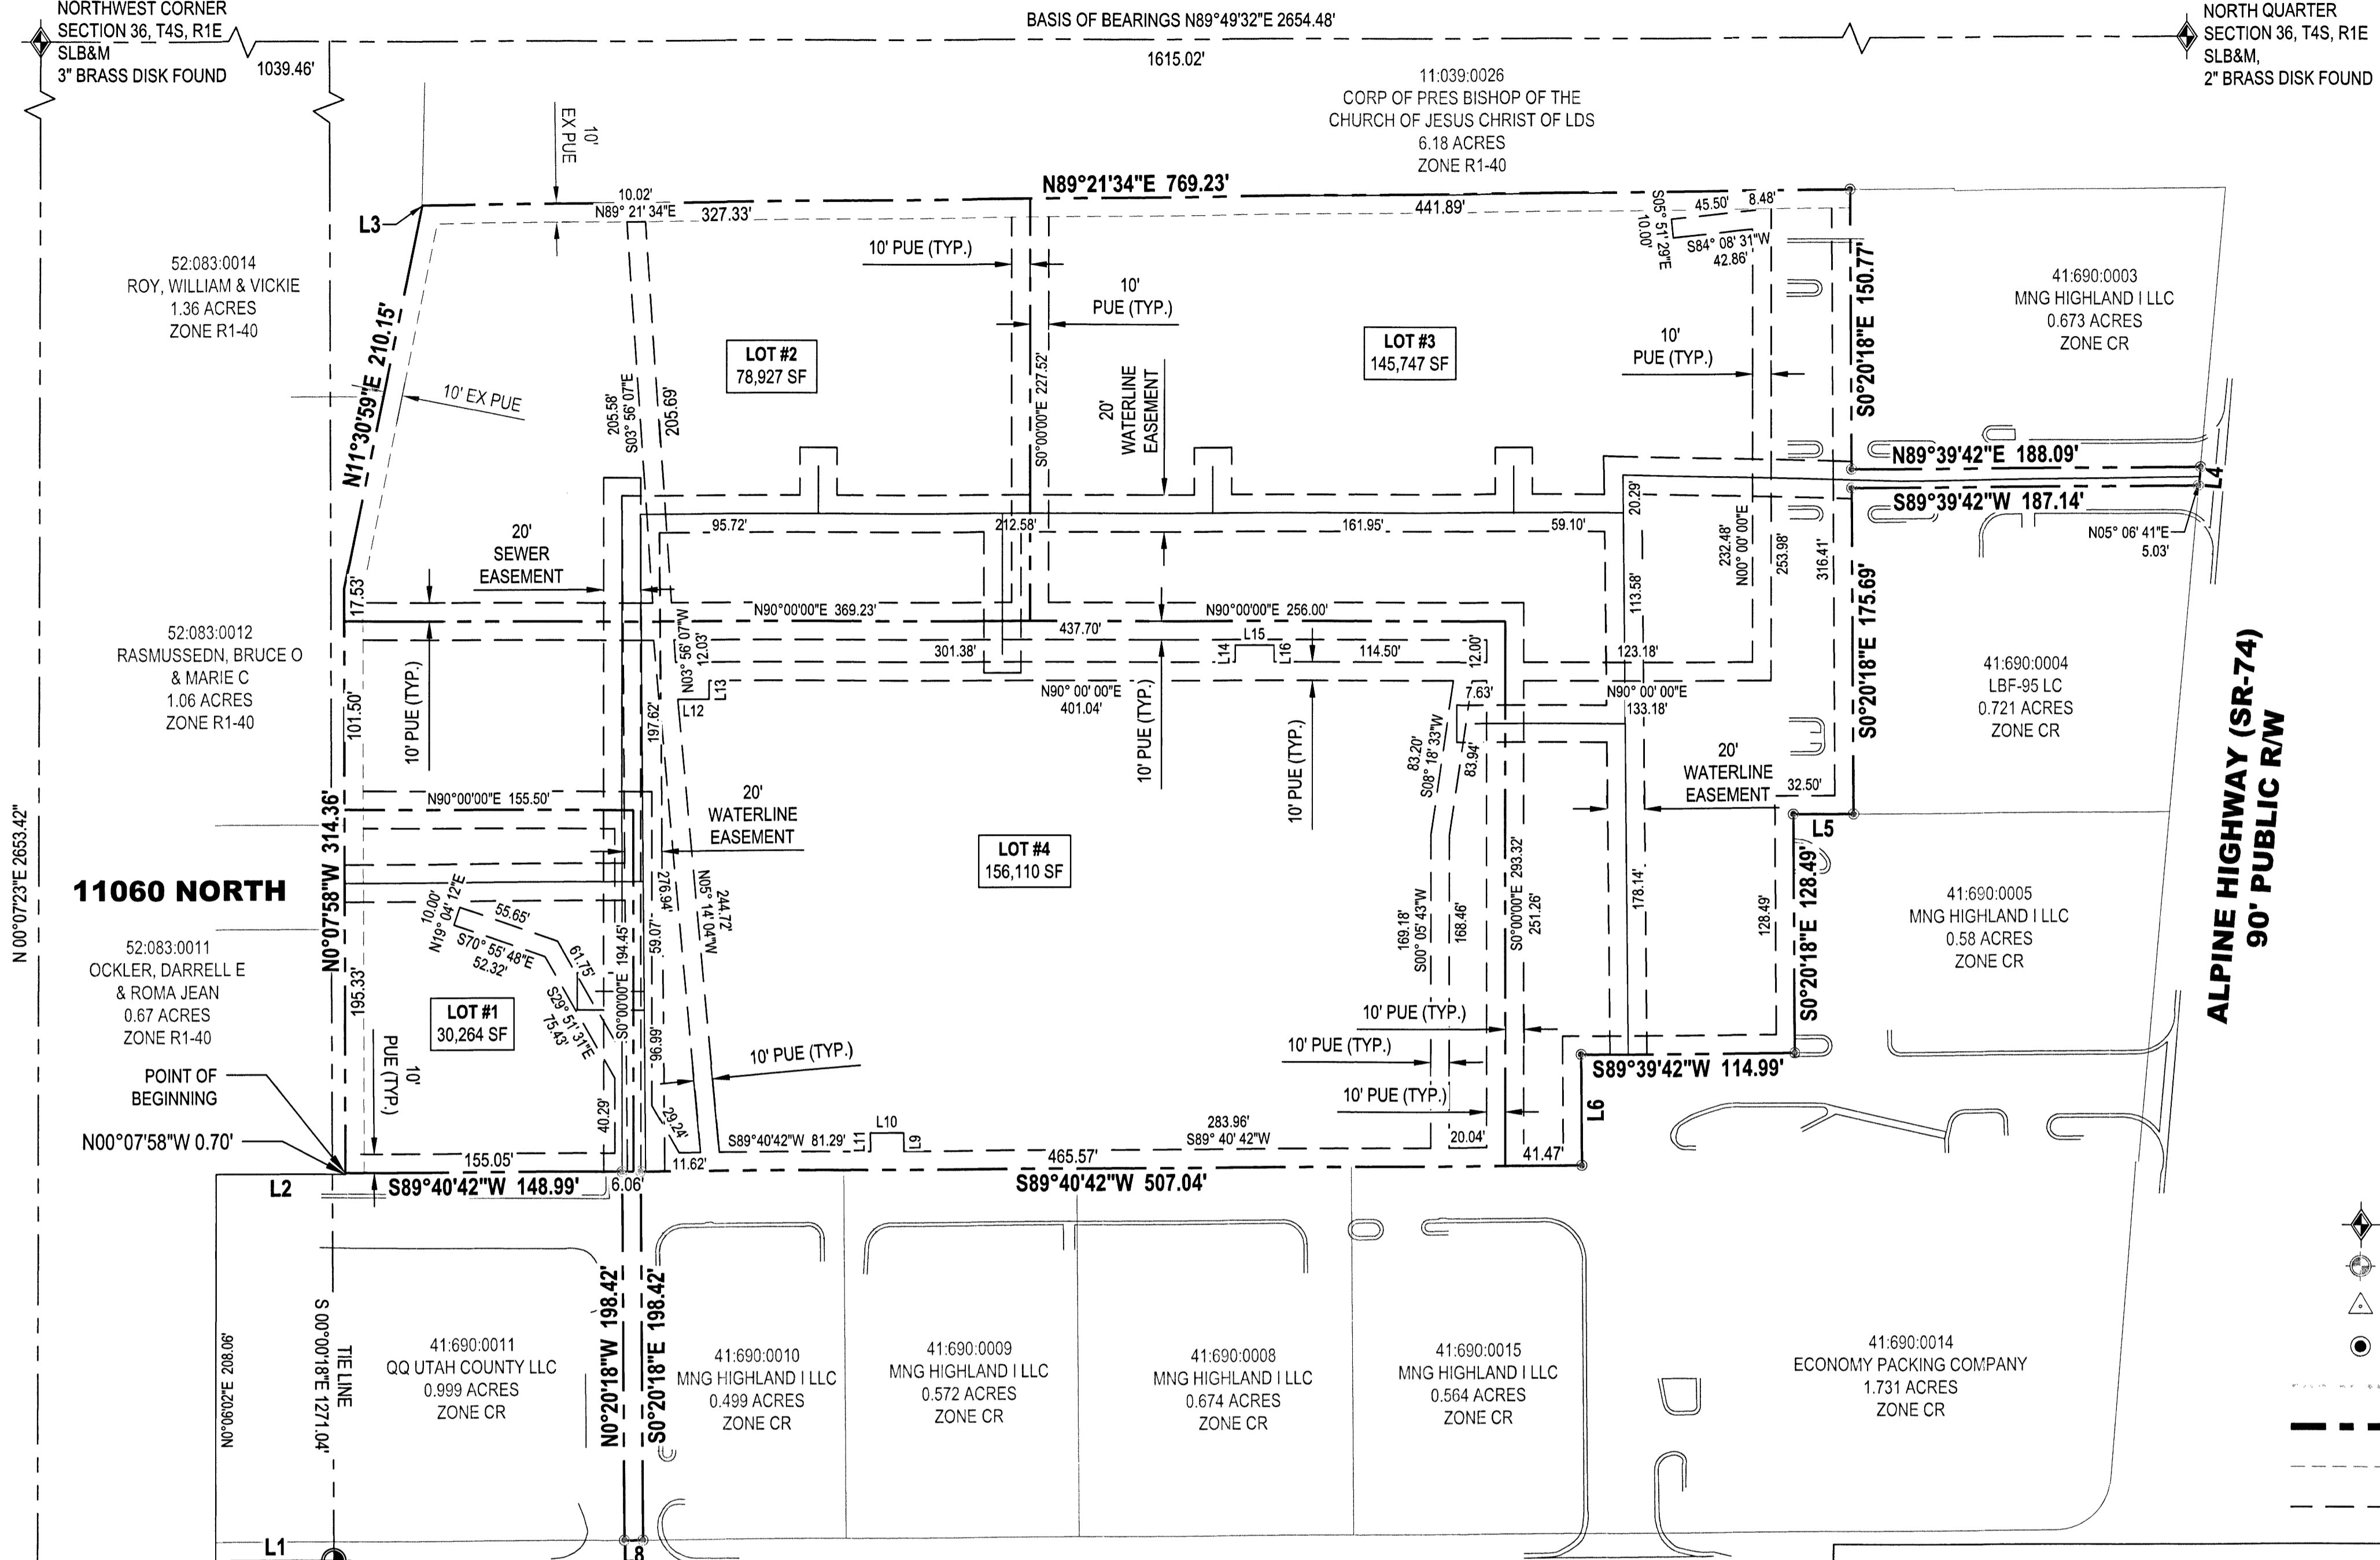 NORTHWEST CORNER
SECTION 36, T4S, R1E
SLB&M
3" BRASS DISK FOUND
1039.46'
BASIS OF BEARINGS N89°49'32"E 2654.48'
1615.02'
NORTH QUARTER
SECTION 36, T4S, R1E
SLB&M,
2" BRASS DISK FOUND
11:039:0026
CORP OF PRES BISHOP OF THE
CHURCH OF JESUS CHRIST OF LDS
6.18 ACRES
ZONE R1-40
10'
EX PUE
L3
10.02'
N89° 21' 34"E
327.33'
N89°21'34"E 769.23'
441.89'
S05° 51' 29"E
10.00'
45.50'
8.48'
S84° 08' 31"W
42.86'
52:083:0014
ROY, WILLIAM & VICKIE
1.36 ACRES
ZONE R1-40
N11°30'59"E 210.15'
10' EX PUE
10' PUE (TYP.)
10'
PUE (TYP.)
LOT #2
78,927 SF
LOT #3
145,747 SF
10'
PUE (TYP.)
S0°20'18"E 150.77'
41:690:0003
MNG HIGHLAND I LLC
0.673 ACRES
ZONE CR
205.58'
S03° 56' 07"E
205.69'
S0°00'00"E 227.52'
20'
WATERLINE
EASEMENT
N89°39'42"E 188.09'
L4
S89°39'42"W 187.14'
N05° 06' 41"E
5.03'
95.72'
212.58'
161.95'
59.10'
20.29'
232.48'
N00° 00' 00"E
253.98'
316.41'
20'
SEWER
EASEMENT
17.53'
N90°00'00"E 369.23'
N90°00'00"E 256.00'
113.58'
S0°20'18"E 175.69'
52:083:0012
RASMUSSEDN, BRUCE O
& MARIE C
1.06 ACRES
ZONE R1-40
101.50'
10' PUE (TYP.)
N03° 56' 07"W
12.03'
437.70'
301.38'
L14
L15
L16
114.50'
12.00'
123.18'
L12
L13
197.62'
N90° 00' 00"E
401.04'
10' PUE (TYP.)
10' PUE (TYP.)
7.63'
83.20'
S08° 18' 33"W
83.94'
N90° 00' 00"E
133.18'
20'
WATERLINE
EASEMENT
32.50'
41:690:0004
LBF-95 LC
0.721 ACRES
ZONE CR
ALPINE HIGHWAY (SR-74)
90' PUBLIC R/W
N 00°07'23"E 2653.42"
N0°07'58"W 314.36'
N90°00'00"E 155.50'
20'
WATERLINE
EASEMENT
LOT #4
156,110 SF
L5
S0°20'18"E 128.49'
11060 NORTH
10.00'
N19° 04' 12"E
55.65'
S70° 55' 48"E
52.32'
61.75'
S29° 51' 31"E
75.43'
S0°00'00"E 194.45'
59.07'
276.94'
N05° 14' 04"W
244.72'
169.18'
S00° 05' 43"W
168.46'
S0°00'00"E 293.32'
251.26'
178.14'
128.49'
41:690:0005
MNG HIGHLAND I LLC
0.58 ACRES
ZONE CR
52:083:0011
OCKLER, DARRELL E
& ROMA JEAN
0.67 ACRES
ZONE R1-40
195.33'
LOT #1
30,264 SF
96.99'
10' PUE (TYP.)
10' PUE (TYP.)
10' PUE (TYP.)
10' PUE (TYP.)
S89°39'42"W 114.99'
L6
POINT OF
BEGINNING
N00°07'58"W 0.70'
10'
PUE (TYP.)
40.29'
29.24'
S89°40'42"W 81.29'
L11
L10
L9
283.96'
S89° 40' 42"W
20.04'
41.47'
155.05'
11.62'
465.57'
L2
S89°40'42"W 148.99'
6.06'
S89°40'42"W 507.04'
N0°06'02"E 208.06'
S 00°00'18"E 1271.04'
TIE LINE
41:690:0011
QQ UTAH COUNTY LLC
0.999 ACRES
ZONE CR
N0°20'18"W 198.42'
S0°20'18"E 198.42'
41:690:0010
MNG HIGHLAND I LLC
0.499 ACRES
ZONE CR
41:690:0009
MNG HIGHLAND I LLC
0.572 ACRES
ZONE CR
41:690:0008
MNG HIGHLAND I LLC
0.674 ACRES
ZONE CR
41:690:0015
MNG HIGHLAND I LLC
0.564 ACRES
ZONE CR
41:690:0014
ECONOMY PACKING COMPANY
1.731 ACRES
ZONE CR
L1
L8